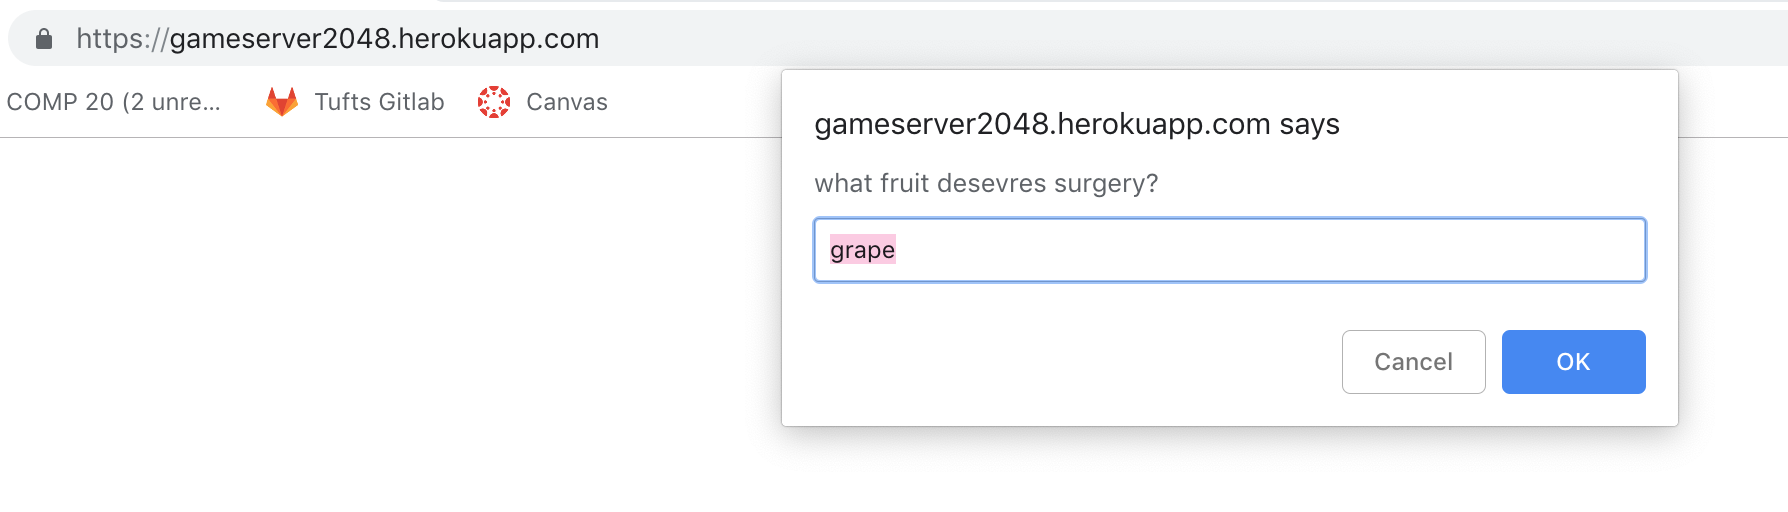 https://gameserver2048.herokuapp.com
COMP 20 (2 unre...
Tufts Gitlab
Canvas
gameserver2048.herokuapp.com says
what fruit desevres surgery?
grape
Cancel
OK